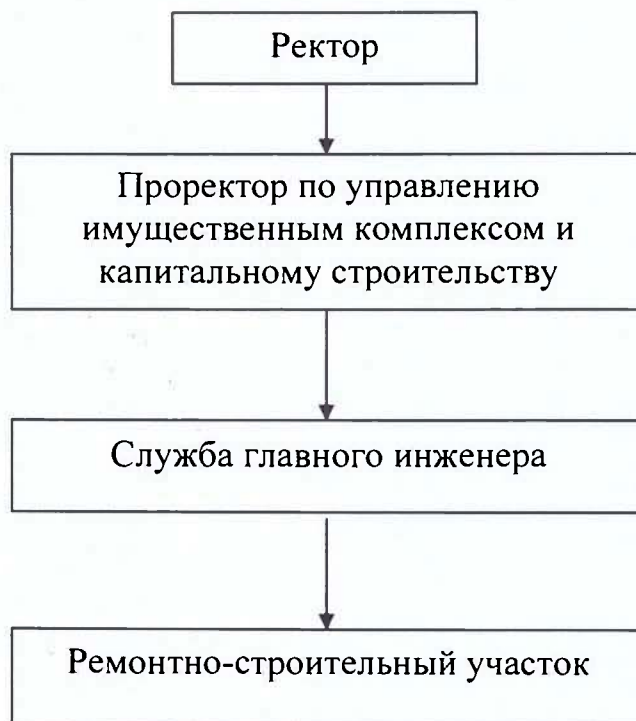 Ректор
Проректор по управлению
имущественным комплексом и
капитальному строительству
Служба главного инженера
Ремонтно-строительный участок